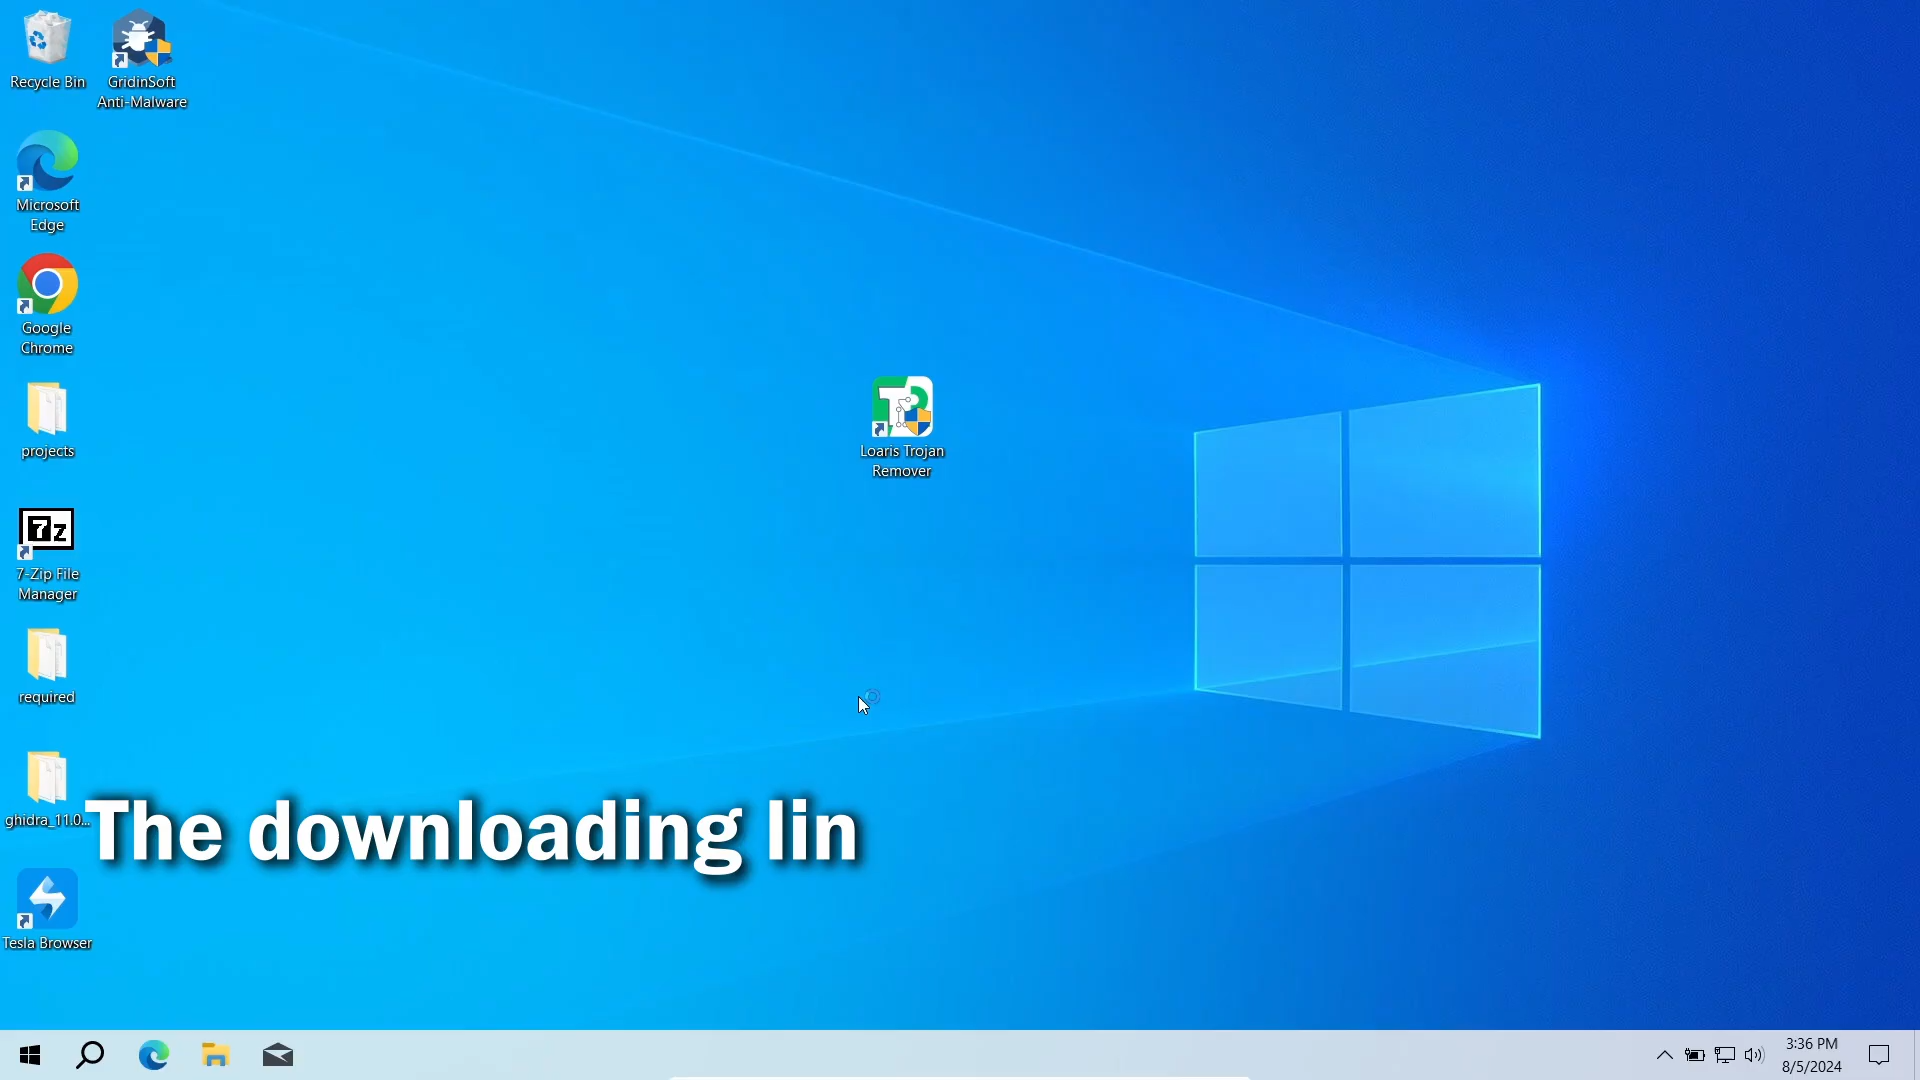 Recycle Bin
GridinSoft
Anti-Malware
Microsoft
Edge
Google
Chrome
projects
7z
7-Zip File
Manager
required
ghidra_11.0...
Tesla Browser
Loaris Trojan
Remover
The downloading lin
3:36 PM
8/5/2024